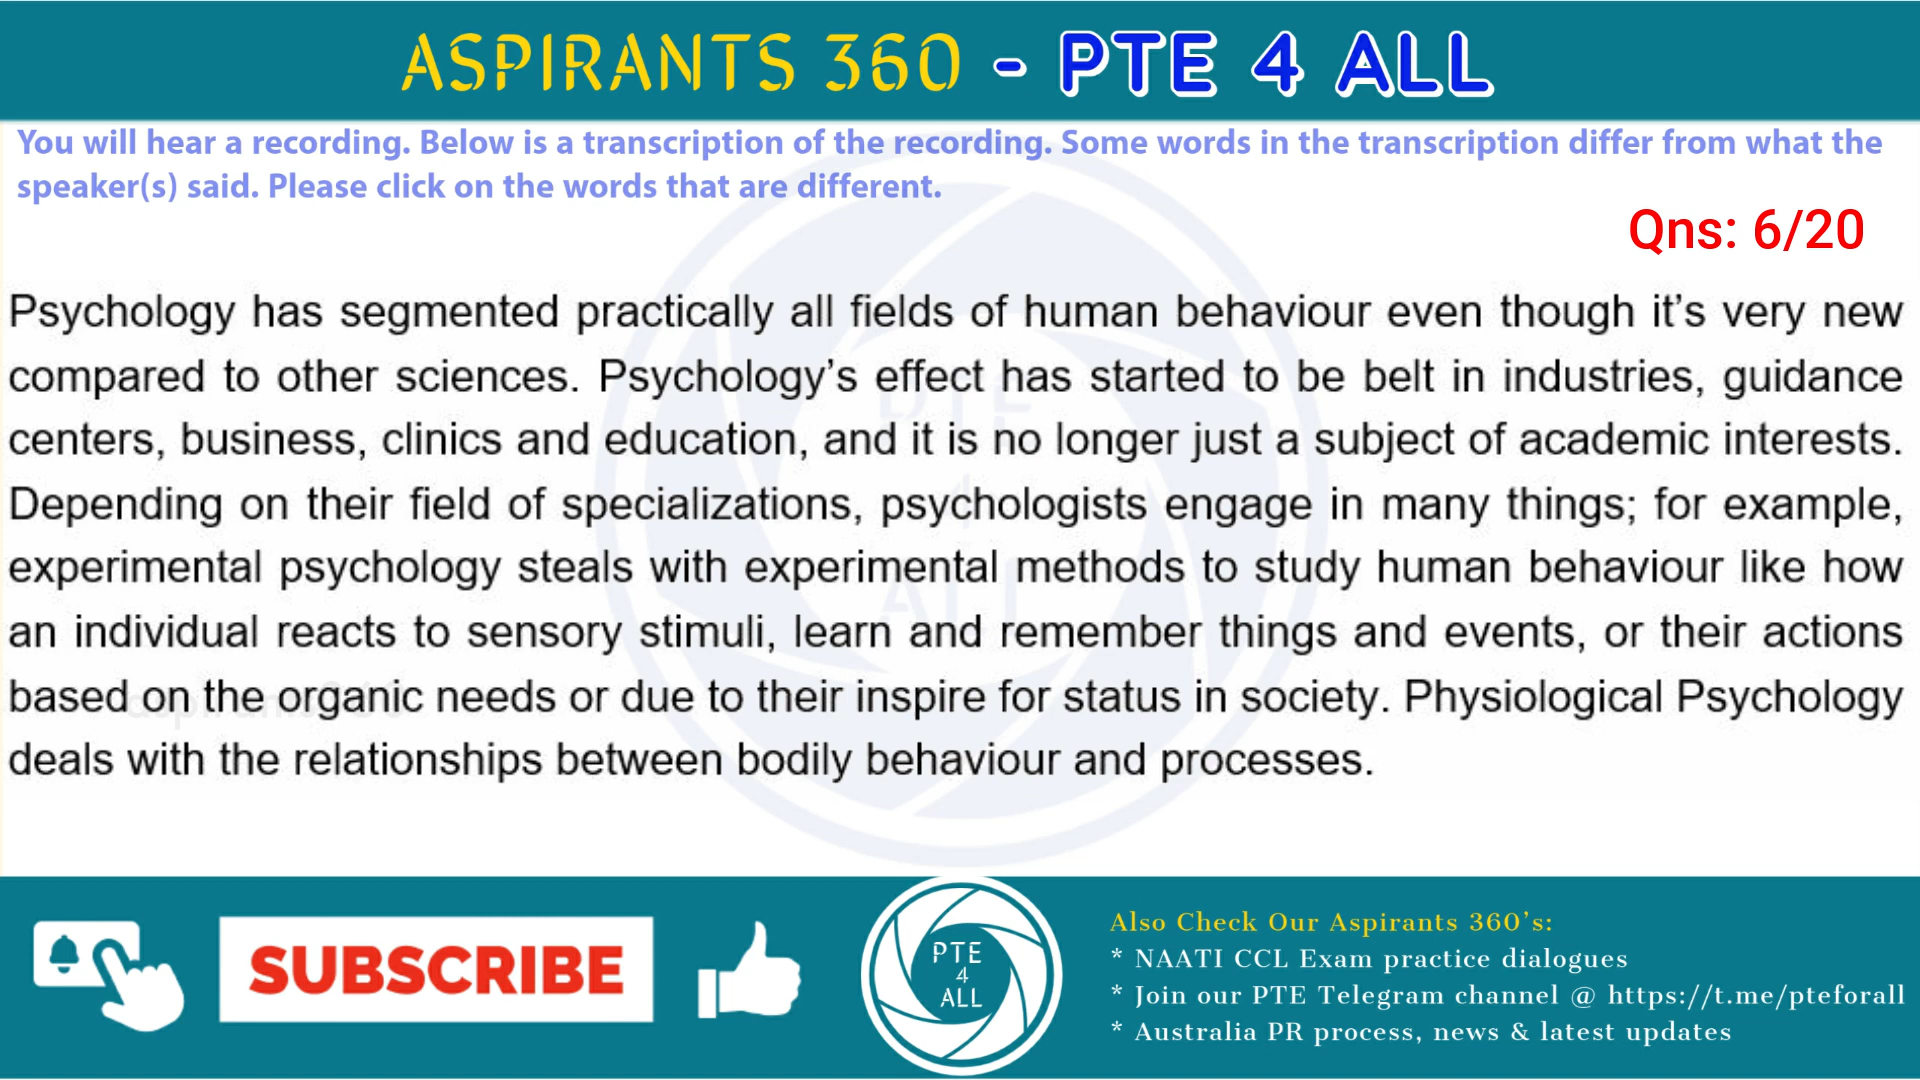 ASPIRANTS 360 - PTE 4 ALL
You will hear a recording. Below is a transcription of the recording. Some words in the transcription differ from what the
speaker(s) said. Please click on the words that are different.
Qns: 6/20
Psychology has segmented practically all fields of human behaviour even though it’s very new
compared to other sciences. Psychology’s effect has started to be belt in industries, guidance
centers, business, clinics and education, and it is no longer just a subject of academic interests.
Depending on their field of specializations, psychologists engage in many things; for example,
experimental psychology steals with experimental methods to study human behaviour like how
an individual reacts to sensory stimuli, learn and remember things and events, or their actions
based on the organic needs or due to their inspire for status in society. Physiological Psychology
deals with the relationships between bodily behaviour and processes.
SUBSCRIBE
PTE
4
ALL
Also Check Our Aspirants 360's:
* NAATI CCL Exam practice dialogues
* Join our PTE Telegram channel @ https://t.me/pteforall
* Australia PR process, news & latest updates